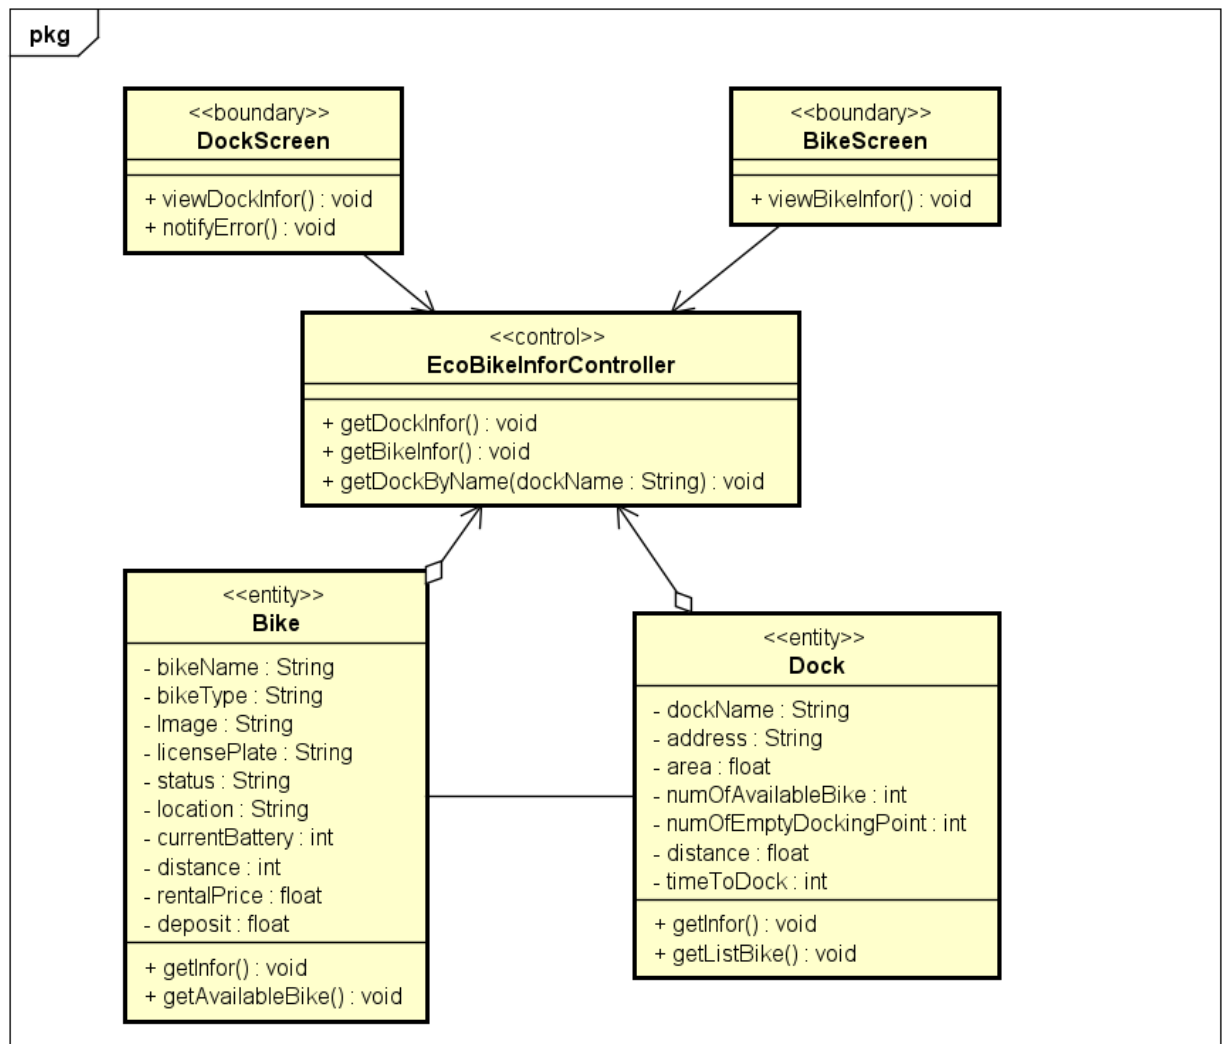 pkg
<<boundary>>
DockScreen
+ viewDockInfor() : void
+ notifyError() : void
<<boundary>>
BikeScreen
+ viewBikeInfor() : void
<<control>>
EcoBikeInforController
+ getDockInfor() : void
+ getBikeInfor() : void
+ getDockByName(dockName : String) : void
<<entity>>
Bike
- bikeName : String
- bikeType : String
- Image : String
- licensePlate : String
- status : String
- location : String
- currentBattery : int
- distance : int
- rentalPrice : float
- deposit : float
+ getInfor() : void
+ getAvailableBike() : void
<<entity>>
Dock
- dockName : String
- address : String
- area : float
- numOfAvailableBike : int
- numOfEmptyDockingPoint : int
- distance : float
- timeToDock : int
+ getInfor() : void
+ getListBike() : void